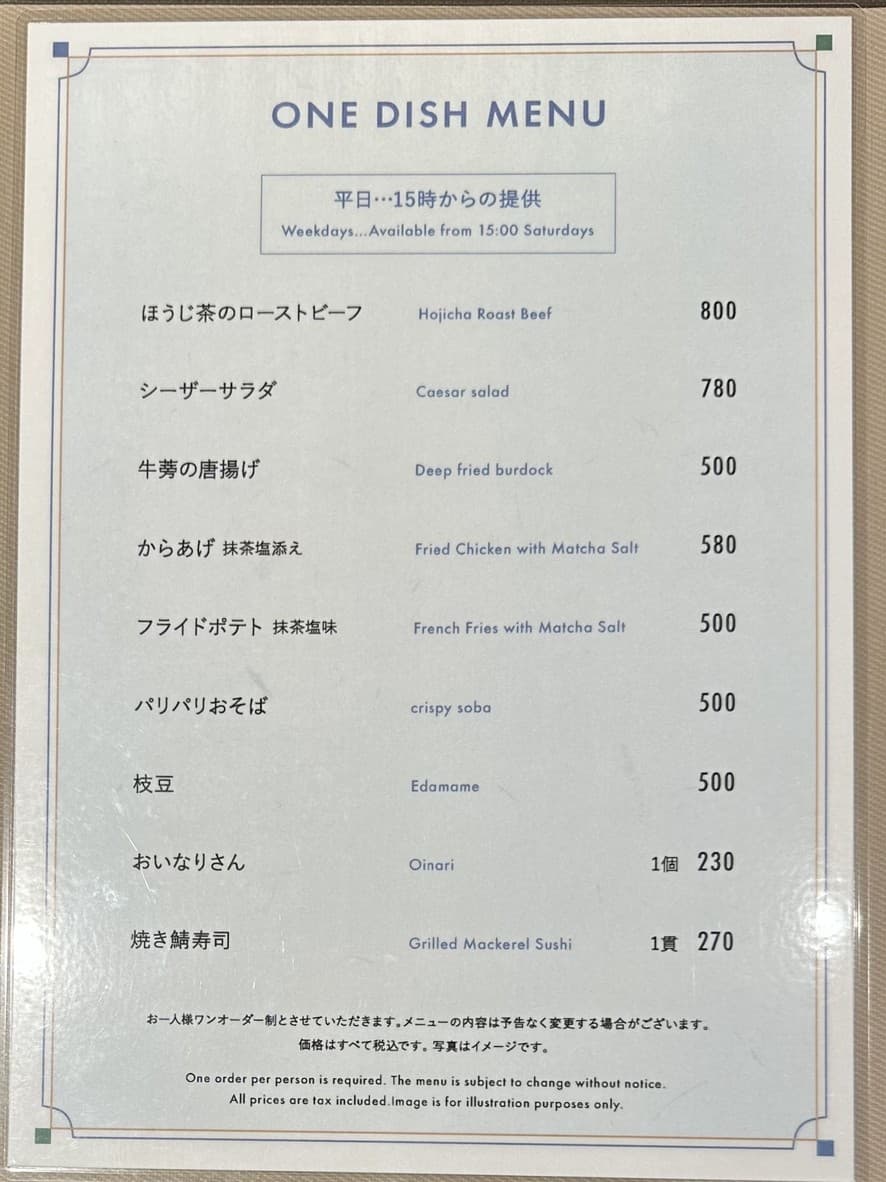 ONE DISH MENU
平日…15時からの提供
Weekdays...Available from 15:00 Saturdays
ほうじ茶のローストビーフ Hojicha Roast Beef 800
シーザーサラダ Caesar salad 780
牛蒡の唐揚げ Deep fried burdock 500
からあげ 抹茶塩添え Fried Chicken with Matcha Salt 580
フライドポテト 抹茶塩味 French Fries with Matcha Salt 500
パリパリおそば crispy soba 500
枝豆 Edamame 500
おいなりさん Oinari 1個 230
焼き鯖寿司 Grilled Mackerel Sushi 1貫 270
お一人様ワンオーダー制とさせていただきます。メニューの内容は予告なく変更する場合がございます。
価格はすべて税込です。写真はイメージです。
One order per person is required. The menu is subject to change without notice.
All prices are tax included.Image is for illustration purposes only.